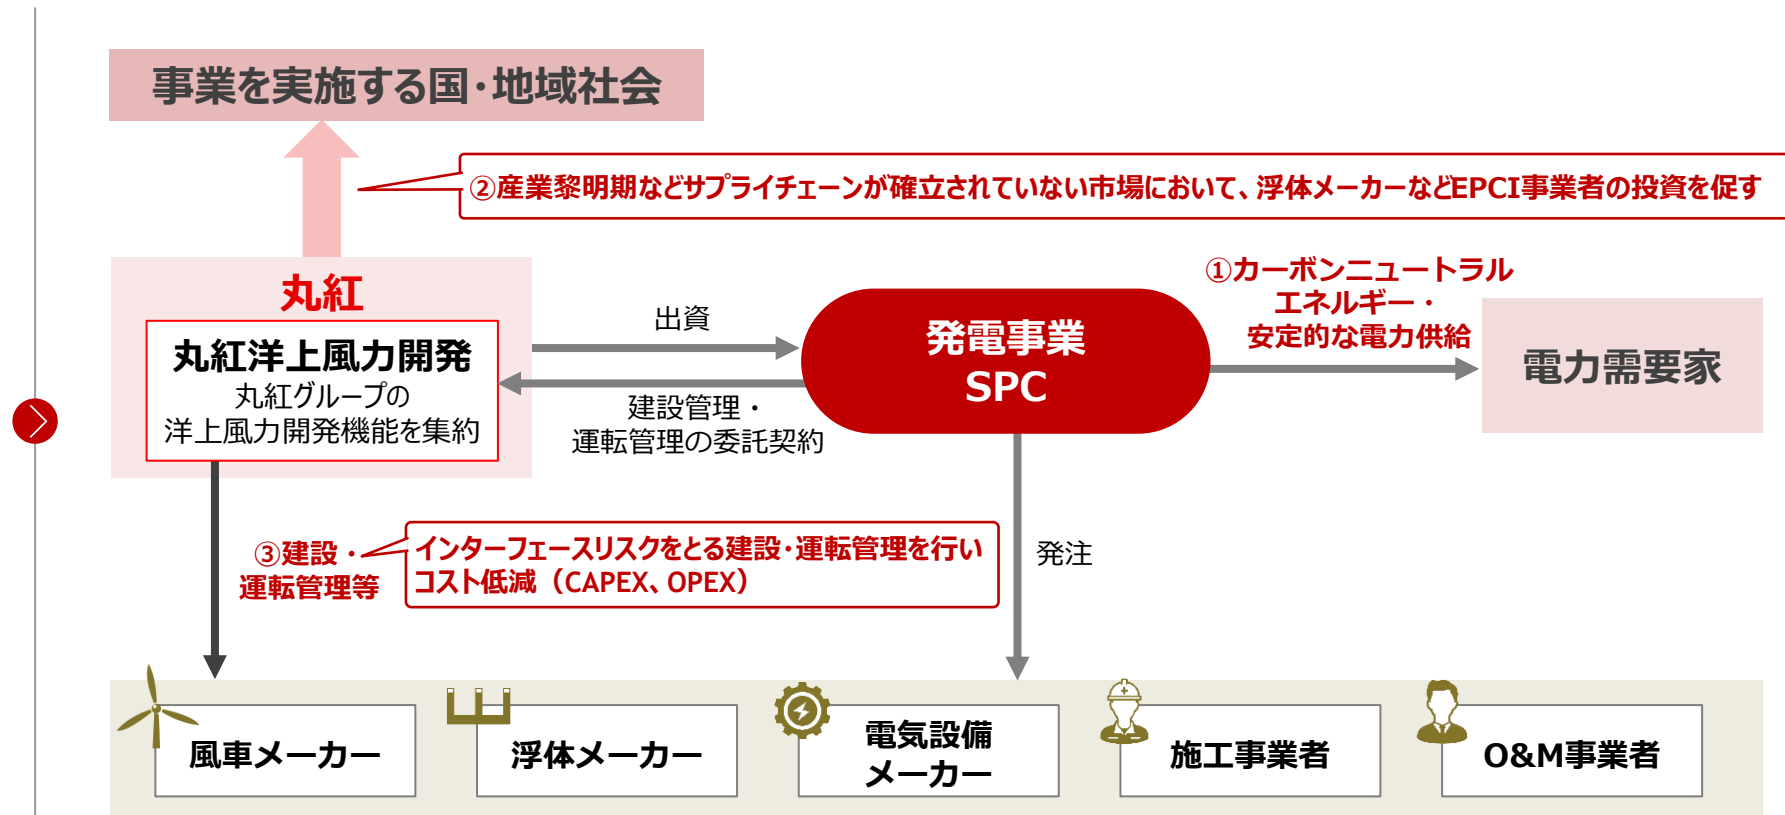 事業を実施する国・地域社会
②産業黎明期などサプライチェーンが確立されていない市場において、浮体メーカーなどEPCI事業者の投資を促す
丸紅
丸紅洋上風力開発
丸紅グループの
洋上風力開発機能を集約
出資
建設管理・
運転管理の委託契約
発電事業
SPC
①カーボンニュートラル
エネルギー・
安定的な電力供給
電力需要家
③建設・
運転管理等
インターフェースリスクをとる建設・運転管理を行い
コスト低減（CAPEX、OPEX）
発注
風車メーカー
浮体メーカー
電気設備
メーカー
施工事業者
O&M事業者